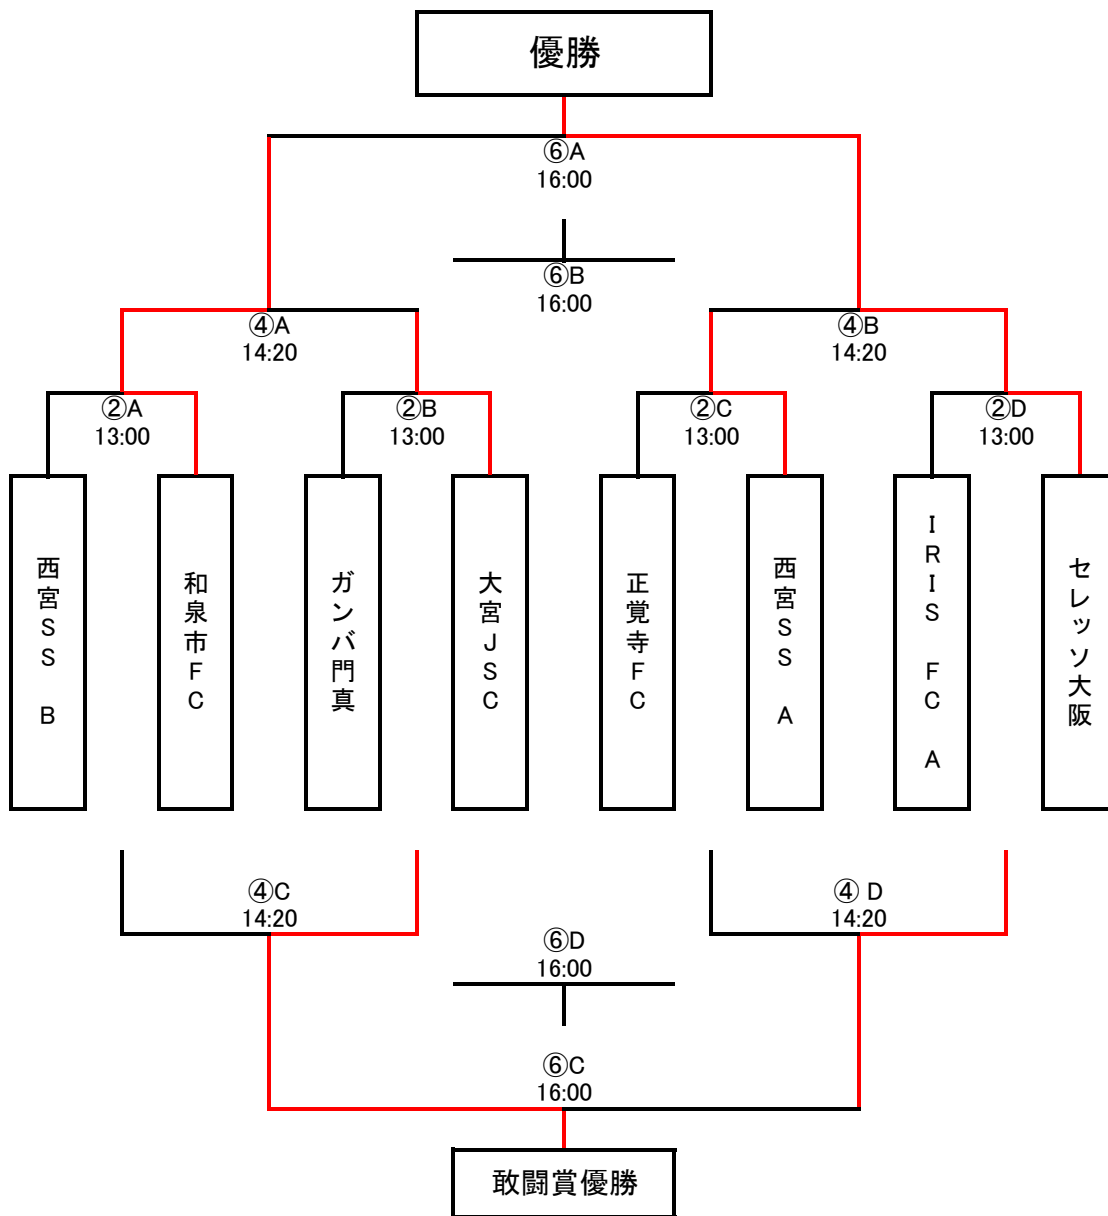 優勝
⑥A
16:00
⑥B
16:00
④A
14:20
④B
14:20
②A
13:00
②B
13:00
②C
13:00
②D
13:00
西宮SS B
和泉市FC
ガンバ門真
大宮JSC
正覚寺FC
西宮SS A
IRIS FC A
セレッソ大阪
④C
14:20
④ D
14:20
⑥D
16:00
⑥C
16:00
敢闘賞優勝